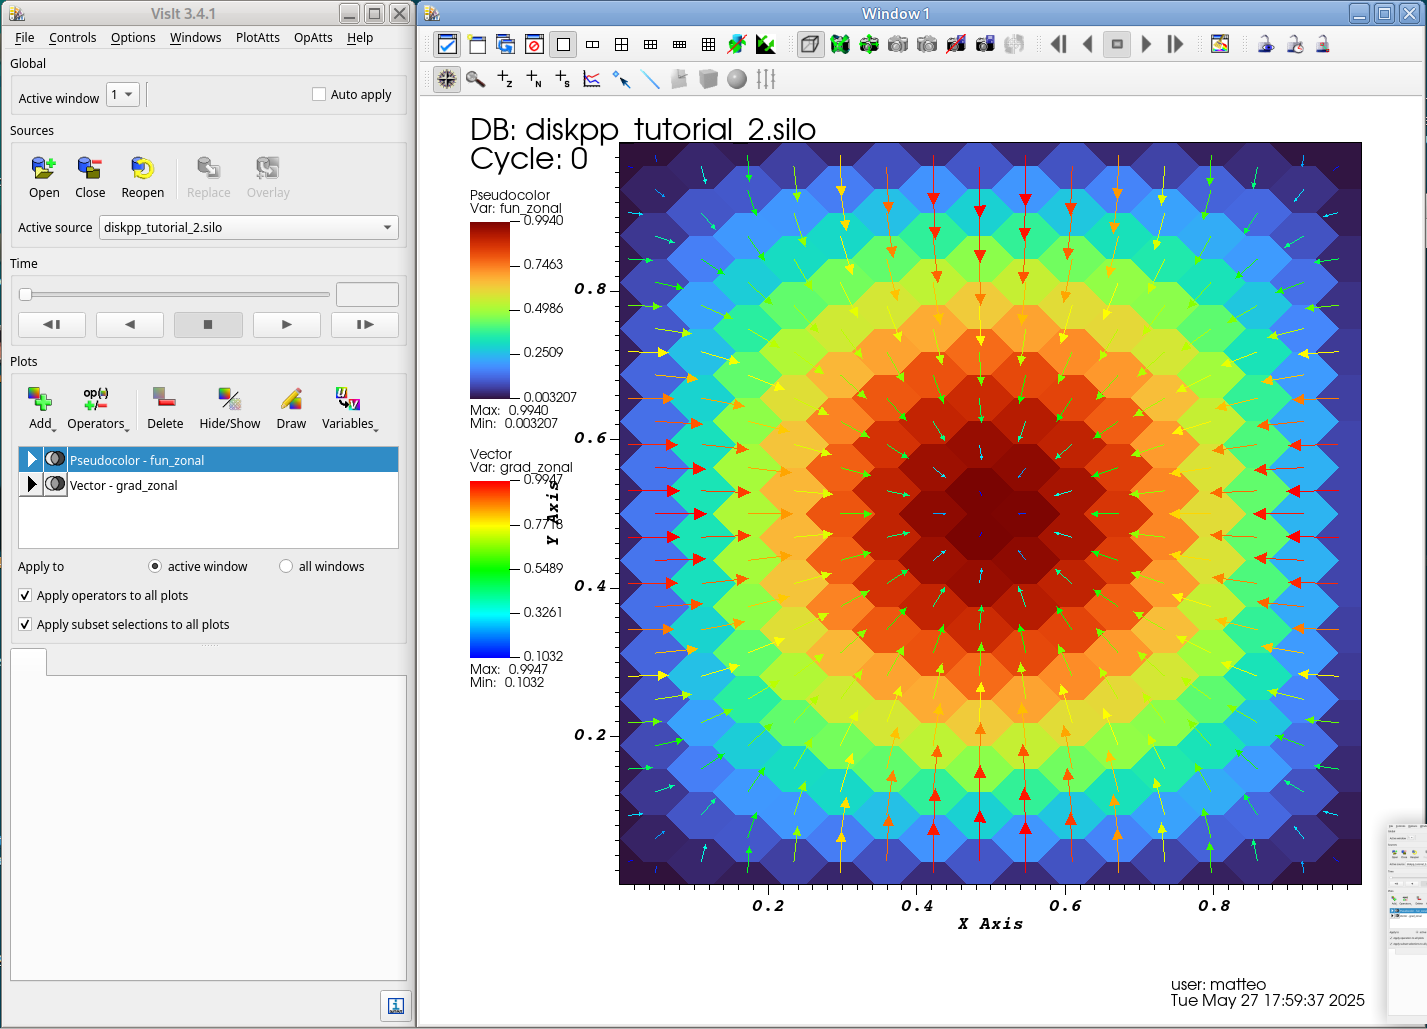 VisIt 3.4.1
File Controls Options Windows PlotAtts OpAtts Help
Global
Active window 1 Auto apply
Sources
Open Close Reopen Replace Overlay
Active source diskpp_tutorial_2.silo
Time
Plots
Add Operators Delete Hide/Show Draw Variables
Pseudocolor - fun_zonal
Vector - grad_zonal
Apply to active window all windows
Apply operators to all plots
Apply subset selections to all plots
Window 1
DB: diskpp_tutorial_2.silo
Cycle: 0
Pseudocolor
Var: fun_zonal
0.9940
0.7463
0.4986
0.2509
0.003207
Max: 0.9940
Min: 0.003207
Vector
Var: grad_zonal
0.9947
0.7718
0.5489
0.3261
0.1032
Max: 0.9947
Min: 0.1032
Y Axis
0.8
0.6
0.4
0.2
0.2 0.4 0.6 0.8
X Axis
user: matteo
Tue May 27 17:59:37 2025